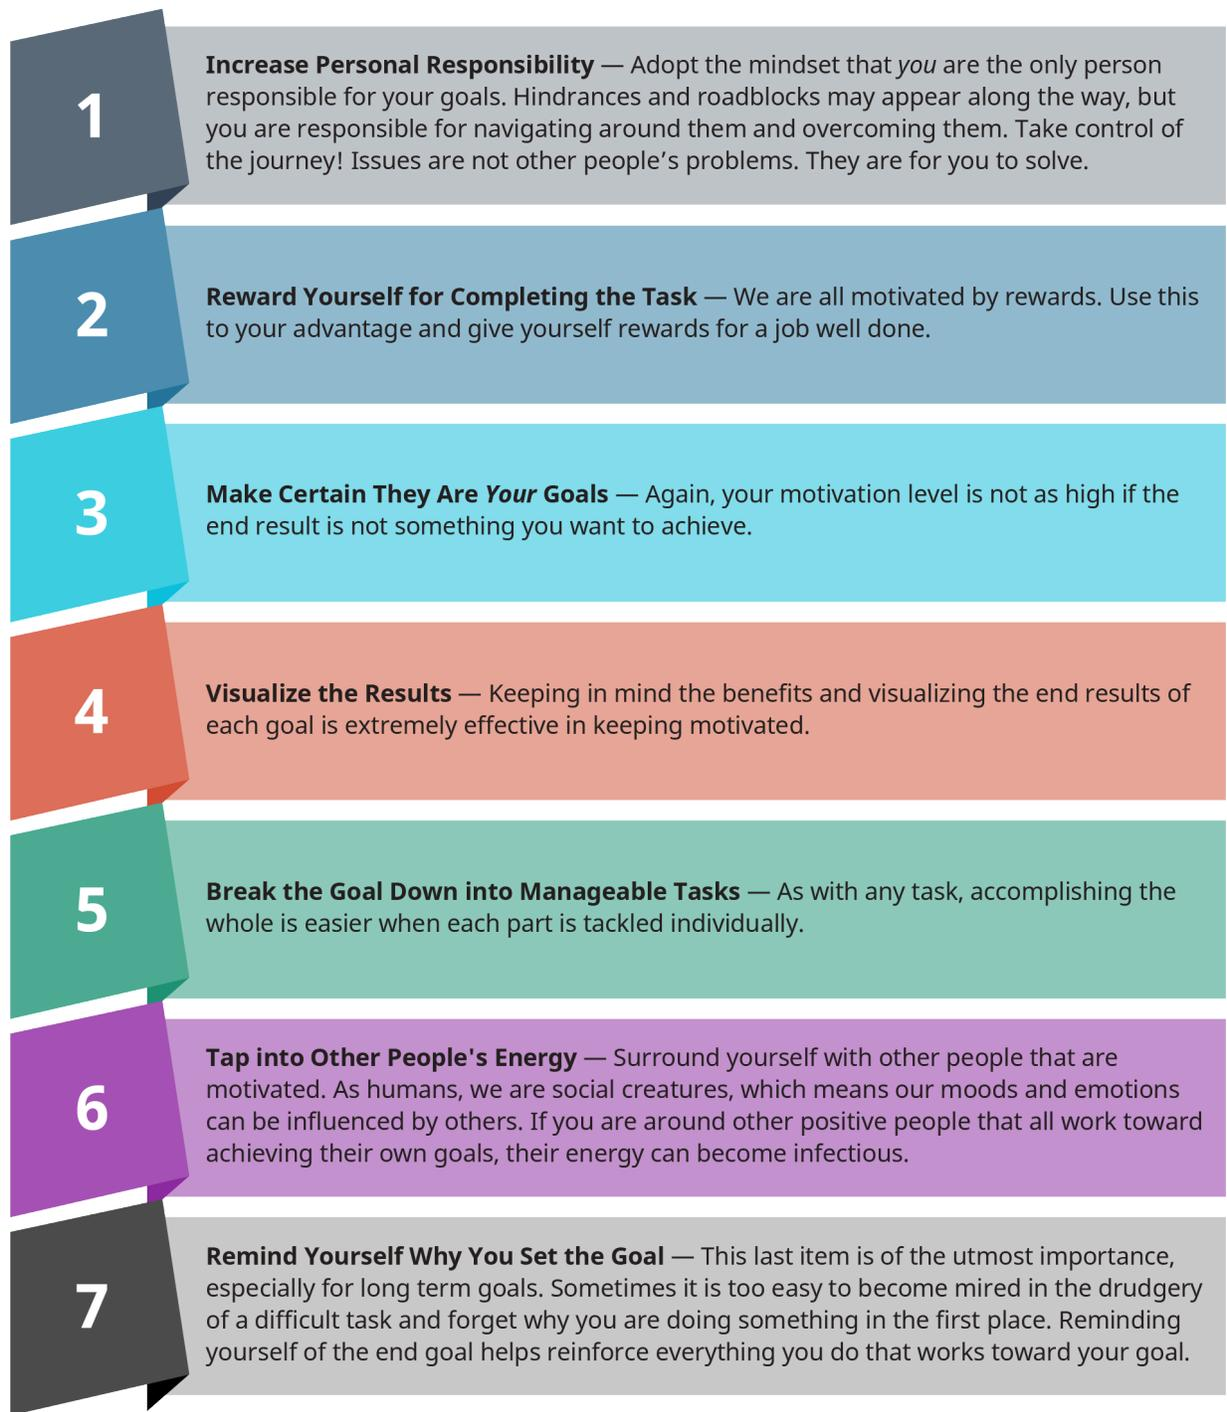 1
Increase Personal Responsibility — Adopt the mindset that you are the only person
responsible for your goals. Hindrances and roadblocks may appear along the way, but
you are responsible for navigating around them and overcoming them. Take control of
the journey! Issues are not other people’s problems. They are for you to solve.
2
Reward Yourself for Completing the Task — We are all motivated by rewards. Use this
to your advantage and give yourself rewards for a job well done.
3
Make Certain They Are Your Goals — Again, your motivation level is not as high if the
end result is not something you want to achieve.
4
Visualize the Results — Keeping in mind the benefits and visualizing the end results of
each goal is extremely effective in keeping motivated.
5
Break the Goal Down into Manageable Tasks — As with any task, accomplishing the
whole is easier when each part is tackled individually.
6
Tap into Other People's Energy — Surround yourself with other people that are
motivated. As humans, we are social creatures, which means our moods and emotions
can be influenced by others. If you are around other positive people that all work toward
achieving their own goals, their energy can become infectious.
7
Remind Yourself Why You Set the Goal — This last item is of the utmost importance,
especially for long term goals. Sometimes it is too easy to become mired in the drudgery
of a difficult task and forget why you are doing something in the first place. Reminding
yourself of the end goal helps reinforce everything you do that works toward your goal.